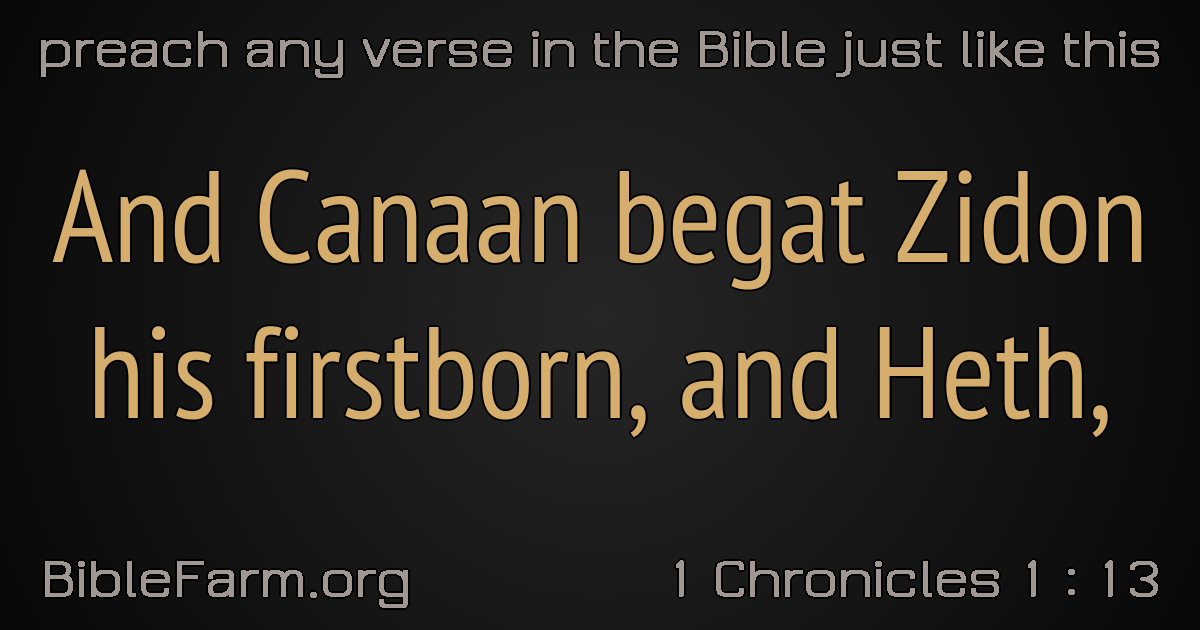 preach any verse in the Bible just like this
And Canaan begat Zidon
his firstborn, and Heth,
BibleFarm.org
1 Chronicles 1 : 13